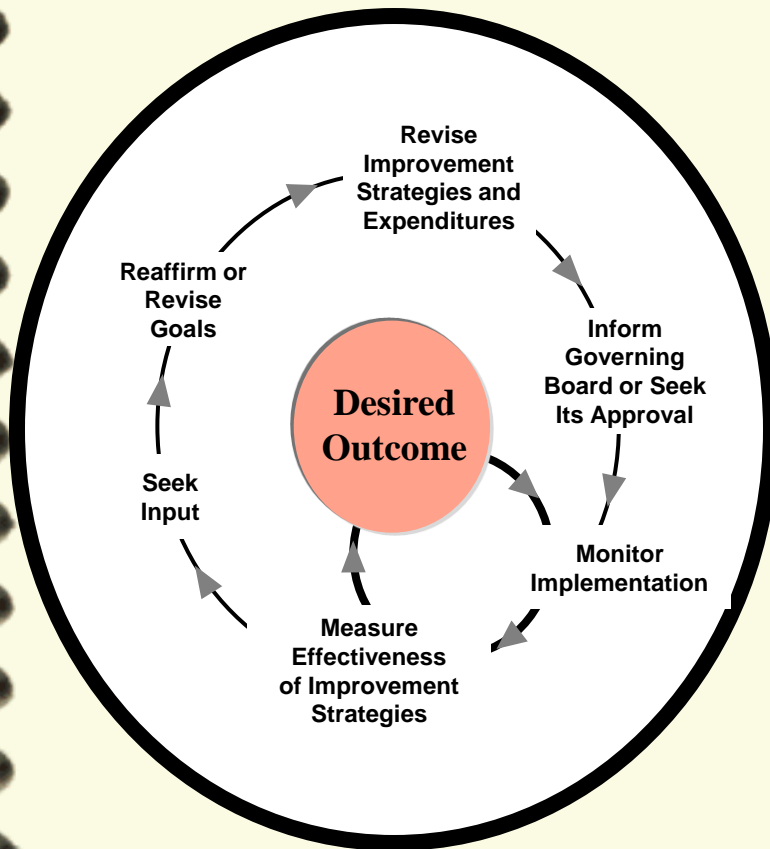 Revise
Improvement
Strategies and
Expenditures
Inform
Governing
Board or Seek
Its Approval
Monitor
Implementation
Measure
Effectiveness
of Improvement
Strategies
Seek
Input
Reaffirm or
Revise
Goals
Desired
Outcome